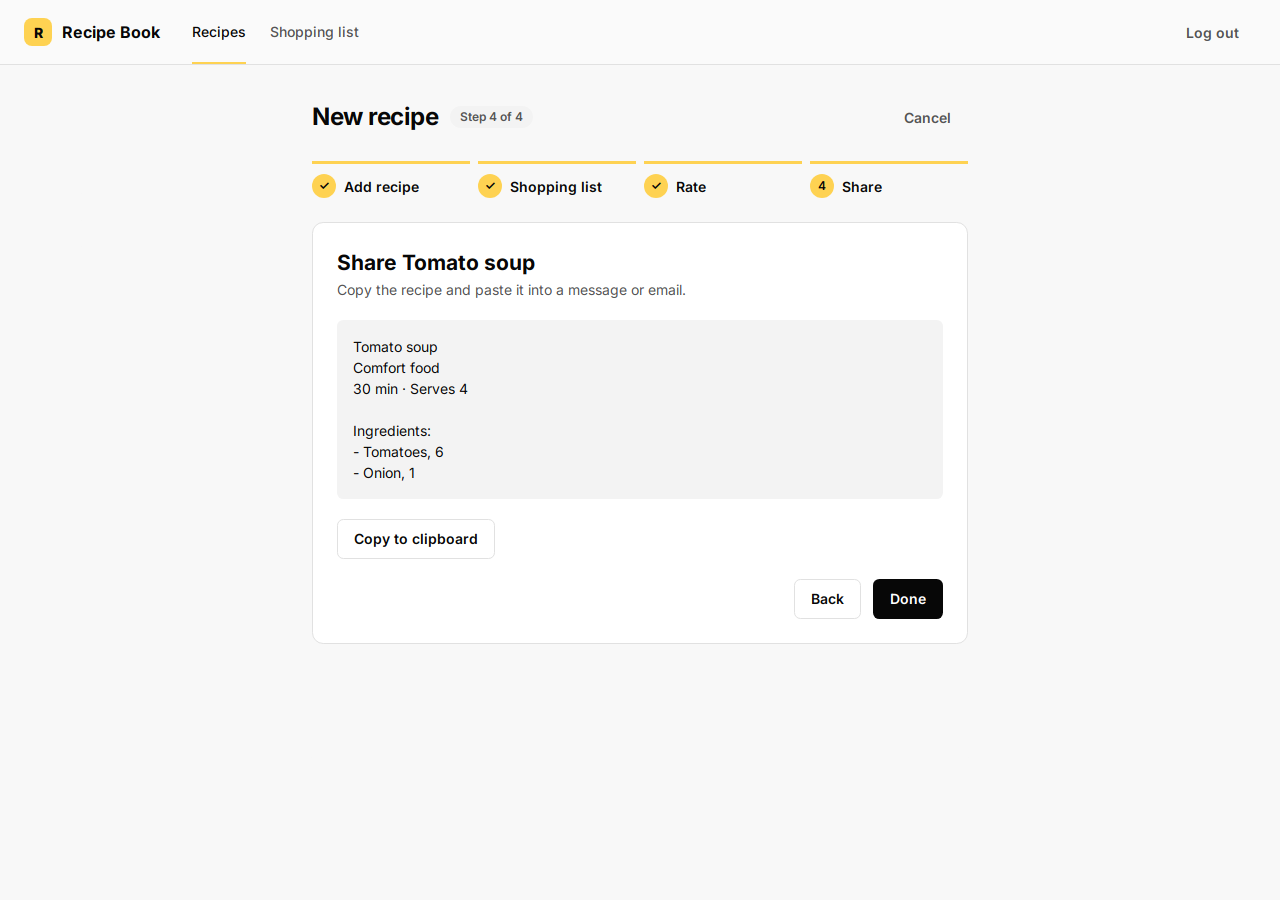 R Recipe Book Recipes Shopping list Log out
New recipe Step 4 of 4 Cancel
Add recipe Shopping list Rate 4 Share
Share Tomato soup
Copy the recipe and paste it into a message or email.
Tomato soup
Comfort food
30 min · Serves 4
Ingredients:
- Tomatoes, 6
- Onion, 1
Copy to clipboard
Back Done